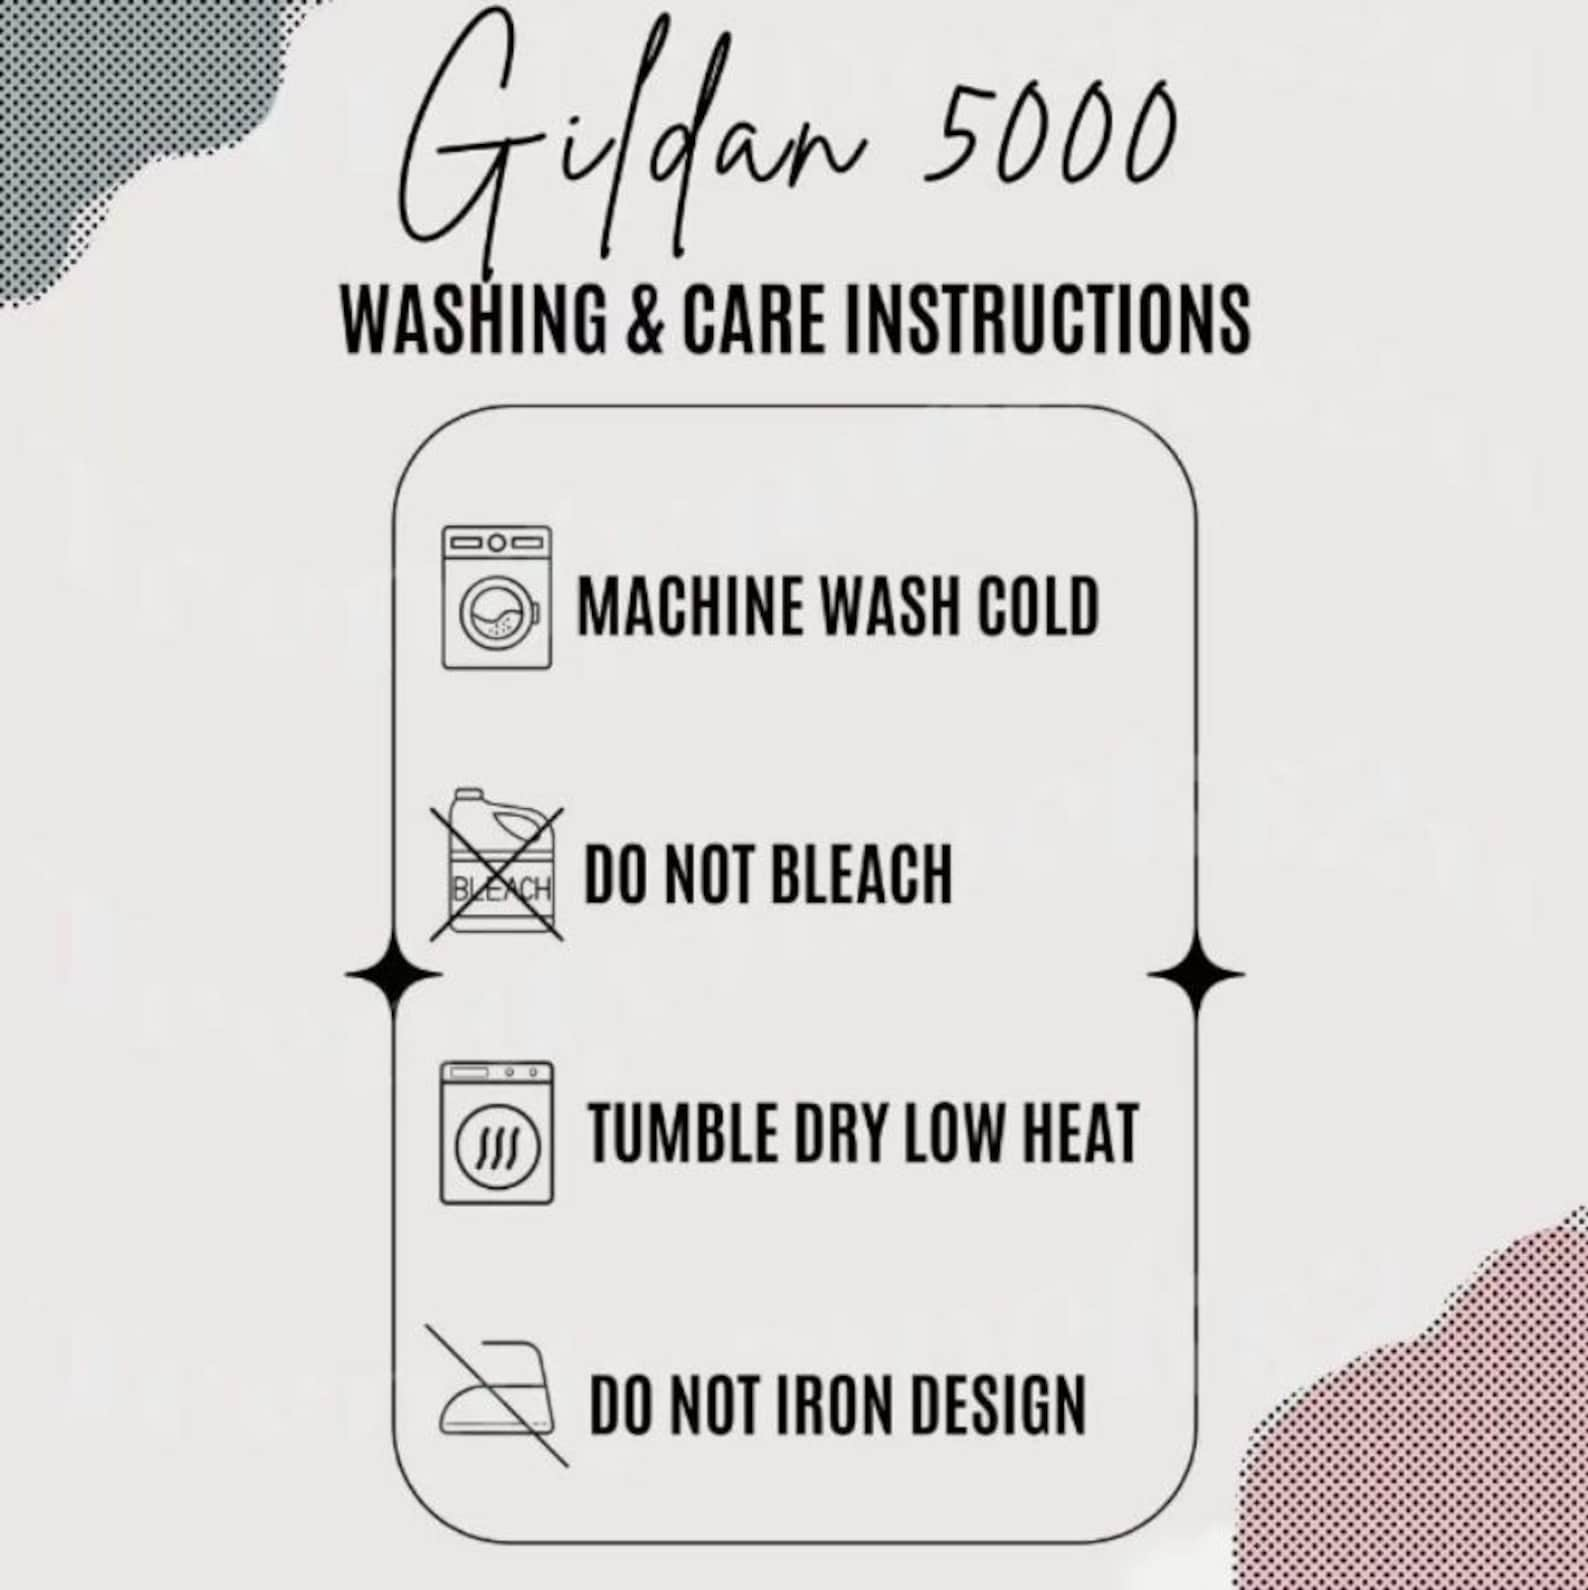 Gildan 5000
WASHING & CARE INSTRUCTIONS
MACHINE WASH COLD
BLEACH
DO NOT BLEACH
TUMBLE DRY LOW HEAT
DO NOT IRON DESIGN